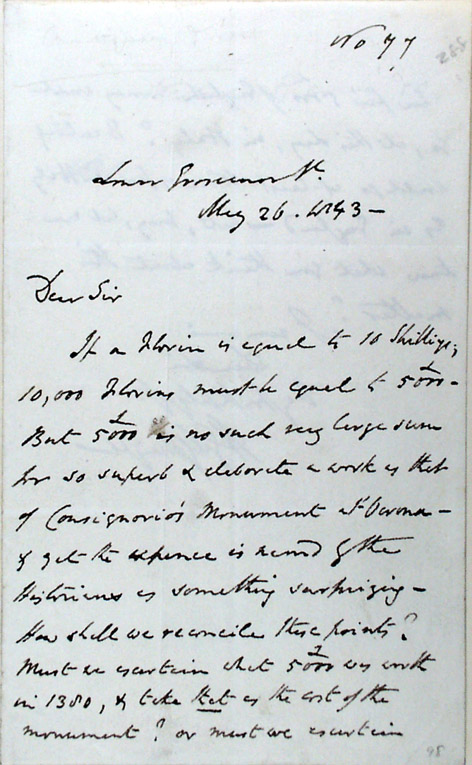 No 77
Lower Grosvenor St.
May 26. 1843 -
Dear Sir
If a Florin is equal to 10 Shillings,
10,000 Florins must be equal to £5000 -
But £5000 is no such very large sum
for so superb & elaborate a work as that
of Consignorio's Monument at Verona -
& yet the expence is named by the
Historians as something surprizing -
How shall we reconcile these points?
Must we ascertain what £5000 was worth
in 1380, & take that as the cost of the
monument? or must we ascertain
98